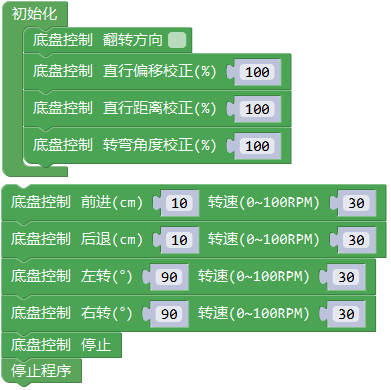 初始化
底盘控制 翻转方向
底盘控制 直行偏移校正(%) 100
底盘控制 直行距离校正(%) 100
底盘控制 转弯角度校正(%) 100
底盘控制 前进(cm) 10 转速(0~100RPM) 30
底盘控制 后退(cm) 10 转速(0~100RPM) 30
底盘控制 左转(°) 90 转速(0~100RPM) 30
底盘控制 右转(°) 90 转速(0~100RPM) 30
底盘控制 停止
停止程序